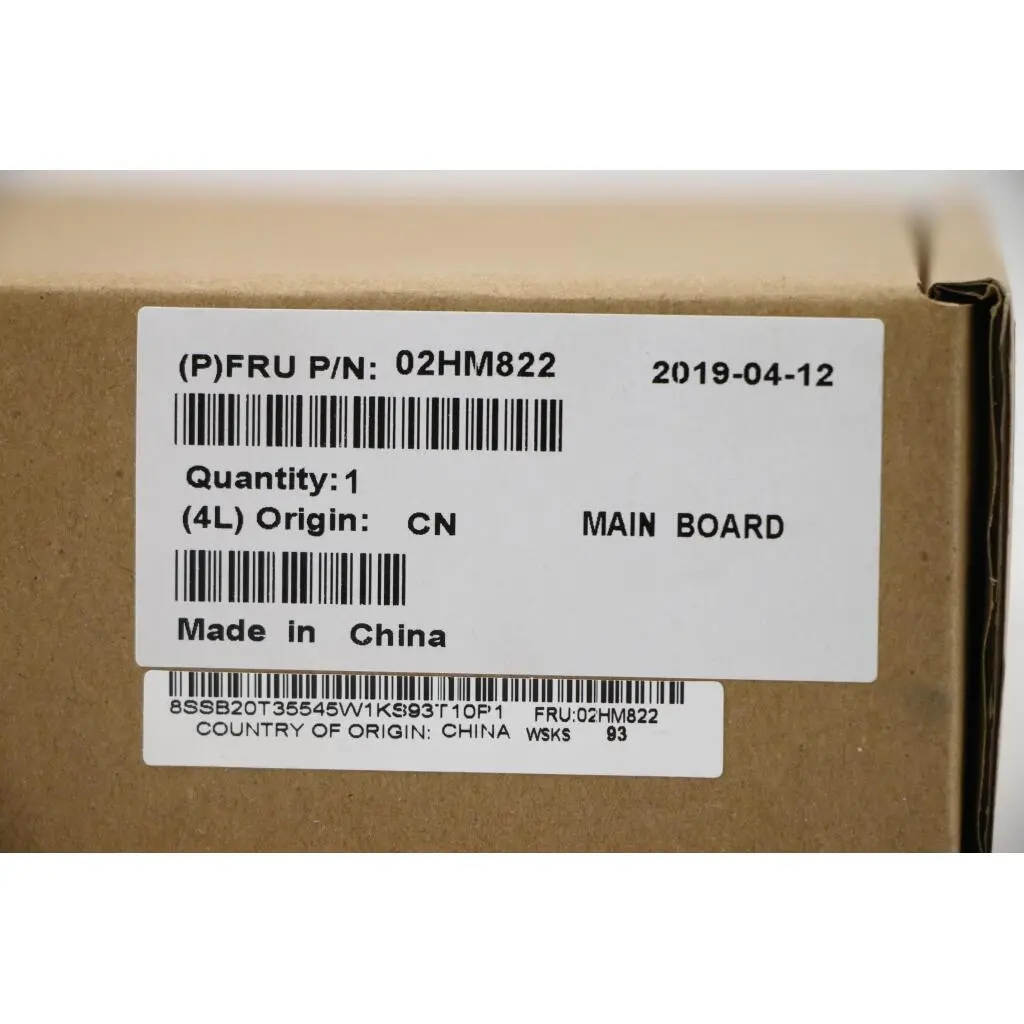 (P)FRU P/N: 02HM822 2019-04-12
Quantity: 1
(4L) Origin: CN MAIN BOARD
Made in China
8SSB20T35545W1KS93T10P1 FRU:02HM822
COUNTRY OF ORIGIN: CHINA WSKS 93